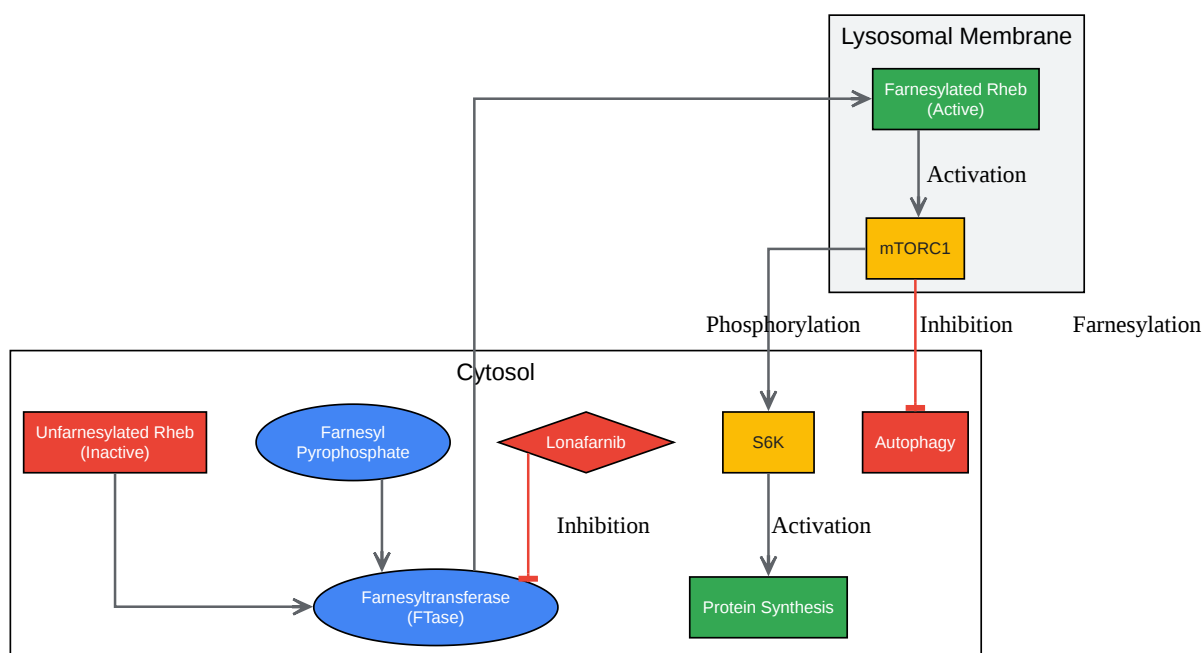 Lysosomal Membrane
Farnesylated Rheb
(Active)
Activation
mTORC1
Phosphorylation
Inhibition
Farnesylation
Cytosol
Unfarnesylated Rheb
(Inactive)
Farnesyl
Pyrophosphate
Lonafarnib
S6K
Autophagy
Inhibition
Activation
Farnesyltransferase
(FTase)
Protein Synthesis